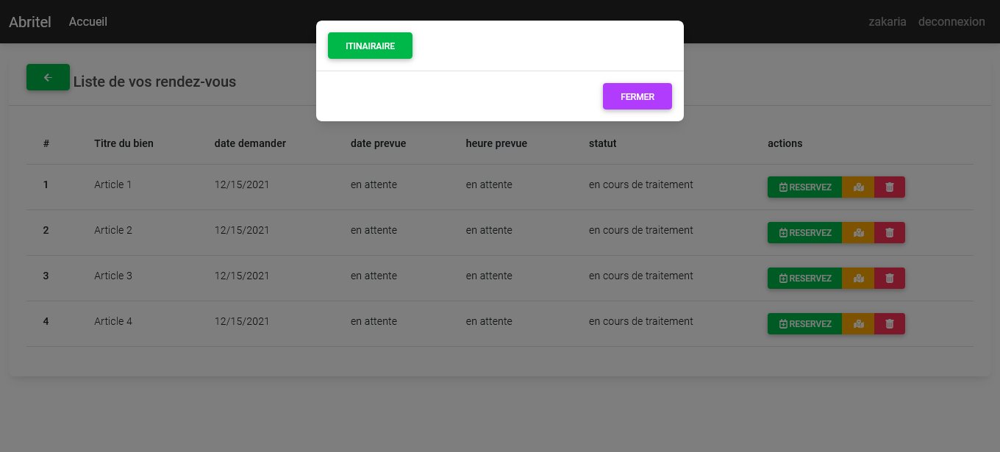 Abritel Accueil zakaria deconnexion
ITINAIRAIRE
Liste de vos rendez-vous
FERMER
# Titre du bien date demander date prevue heure prevue statut actions
1 Article 1 12/15/2021 en attente en attente en cours de traitement RESERVEZ
2 Article 2 12/15/2021 en attente en attente en cours de traitement RESERVEZ
3 Article 3 12/15/2021 en attente en attente en cours de traitement RESERVEZ
4 Article 4 12/15/2021 en attente en attente en cours de traitement RESERVEZ